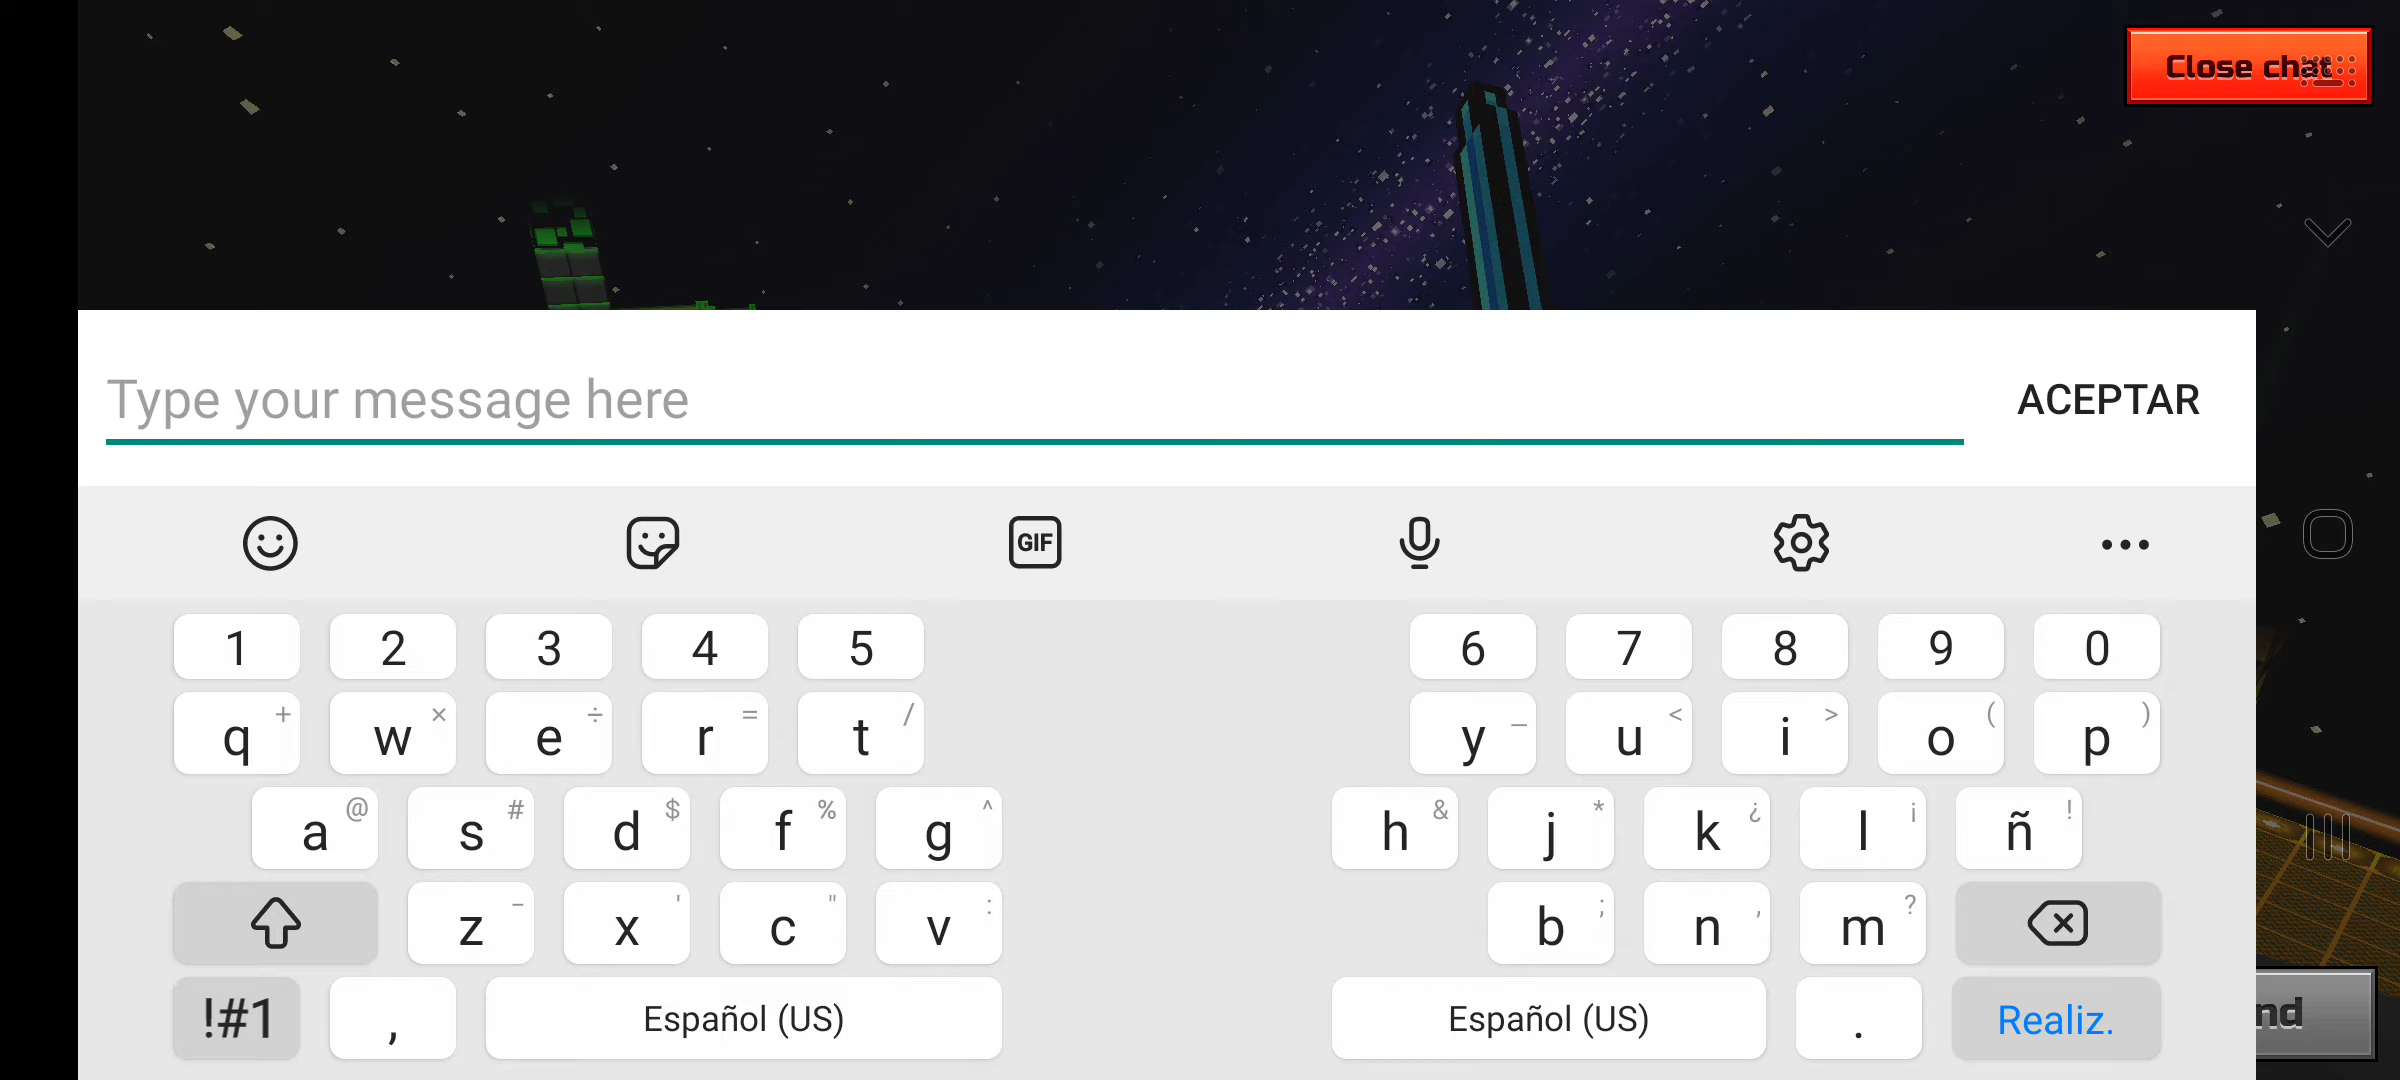 Close chat
Type your message here
ACEPTAR
GIF
1 2 3 4 5 6 7 8 9 0
q + w × e ÷ r = t / y _ u < i > o ( p )
a @ s # d $ f % g ^ h & j * k ¿ l ¡ ñ !
z - x ' c " v : b ; n , m ?
!#1 , Español (US) Español (US) . Realiz. nd